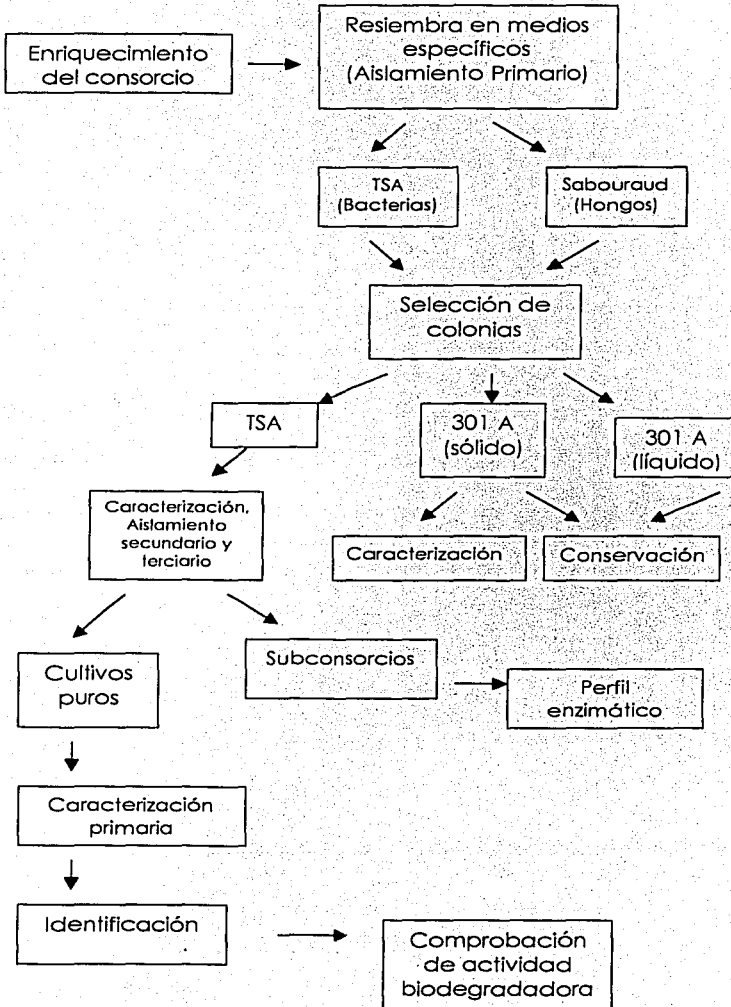 Enriquecimiento
del consorcio
Resiembra en medios
específicos
(Aislamiento Primario)
TSA
(Bacterias)
Sabouraud
(Hongos)
Selección de
colonias
TSA
301 A
(sólido)
301 A
(líquido)
Caracterización,
Aislamiento
secundario y
terciario
Caracterización
Conservación
Cultivos
puros
Subconsorcios
Perfil
enzimático
Caracterización
primaria
Identificación
Comprobación
de actividad
biodegradadora